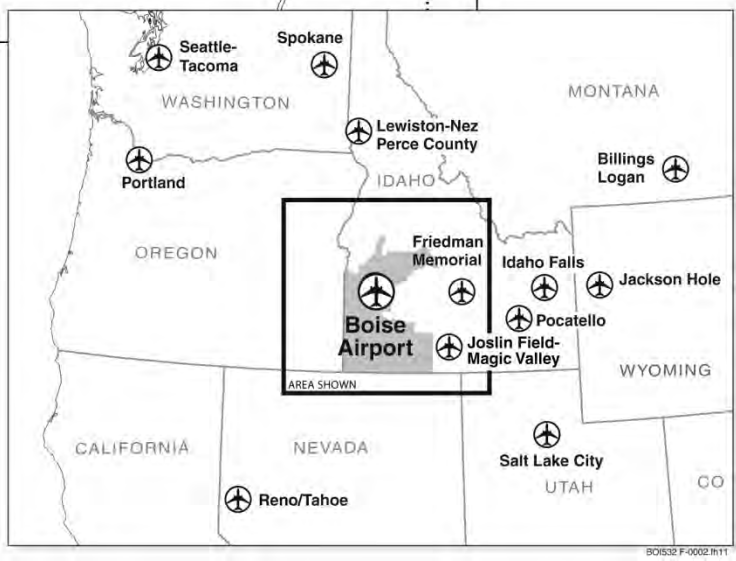 Seattle-
Tacoma
Spokane
WASHINGTON
MONTANA
Lewiston-Nez
Perce County
Billings
Logan
Portland
IDAHO
OREGON
Friedman
Memorial
Idaho Falls
Jackson Hole
Boise
Airport
Pocatello
Joslin Field-
Magic Valley
WYOMING
AREA SHOWN
CALIFORNIA
NEVADA
Salt Lake City
UTAH
CO
Reno/Tahoe
BOI532 F-0002.fh11